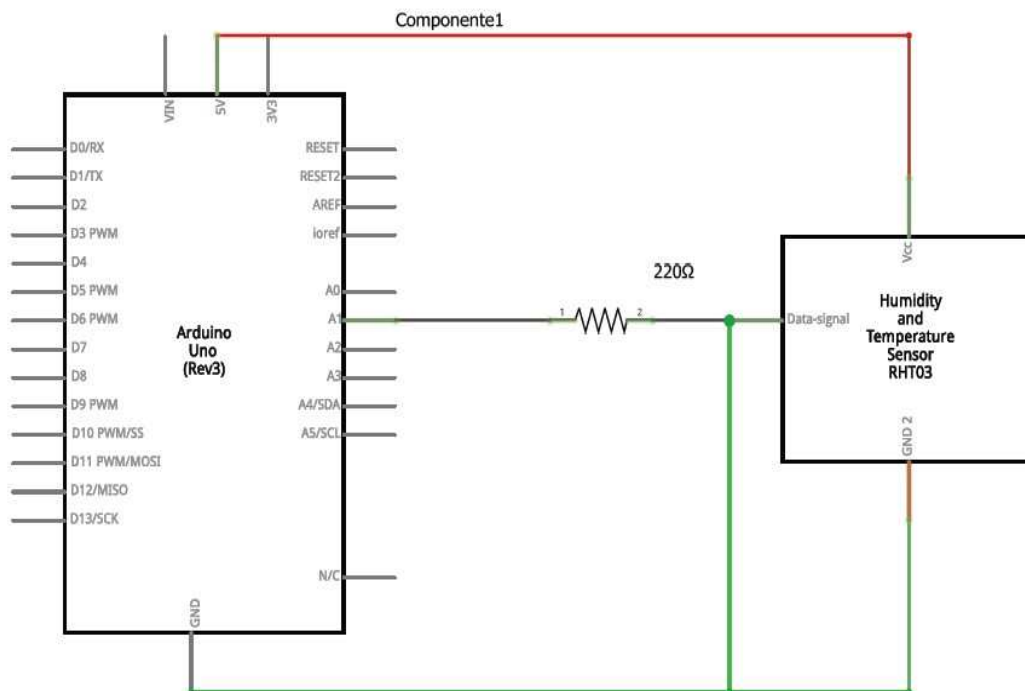 Componente1
VIN
5V
3V3
D0/RX
RESET
D1/TX
RESET2
D2
AREF
D3 PWM
ioref
D4
D5 PWM
A0
D6 PWM
A1
D7
A2
D8
A3
D9 PWM
A4/SDA
D10 PWM/SS
A5/SCL
D11 PWM/MOSI
D12/MISO
D13/SCK
N/C
GND
Arduino
Uno
(Rev3)
220Ω
1
2
Vcc
Data-signal
Humidity
and
Temperature
Sensor
RHT03
GND 2